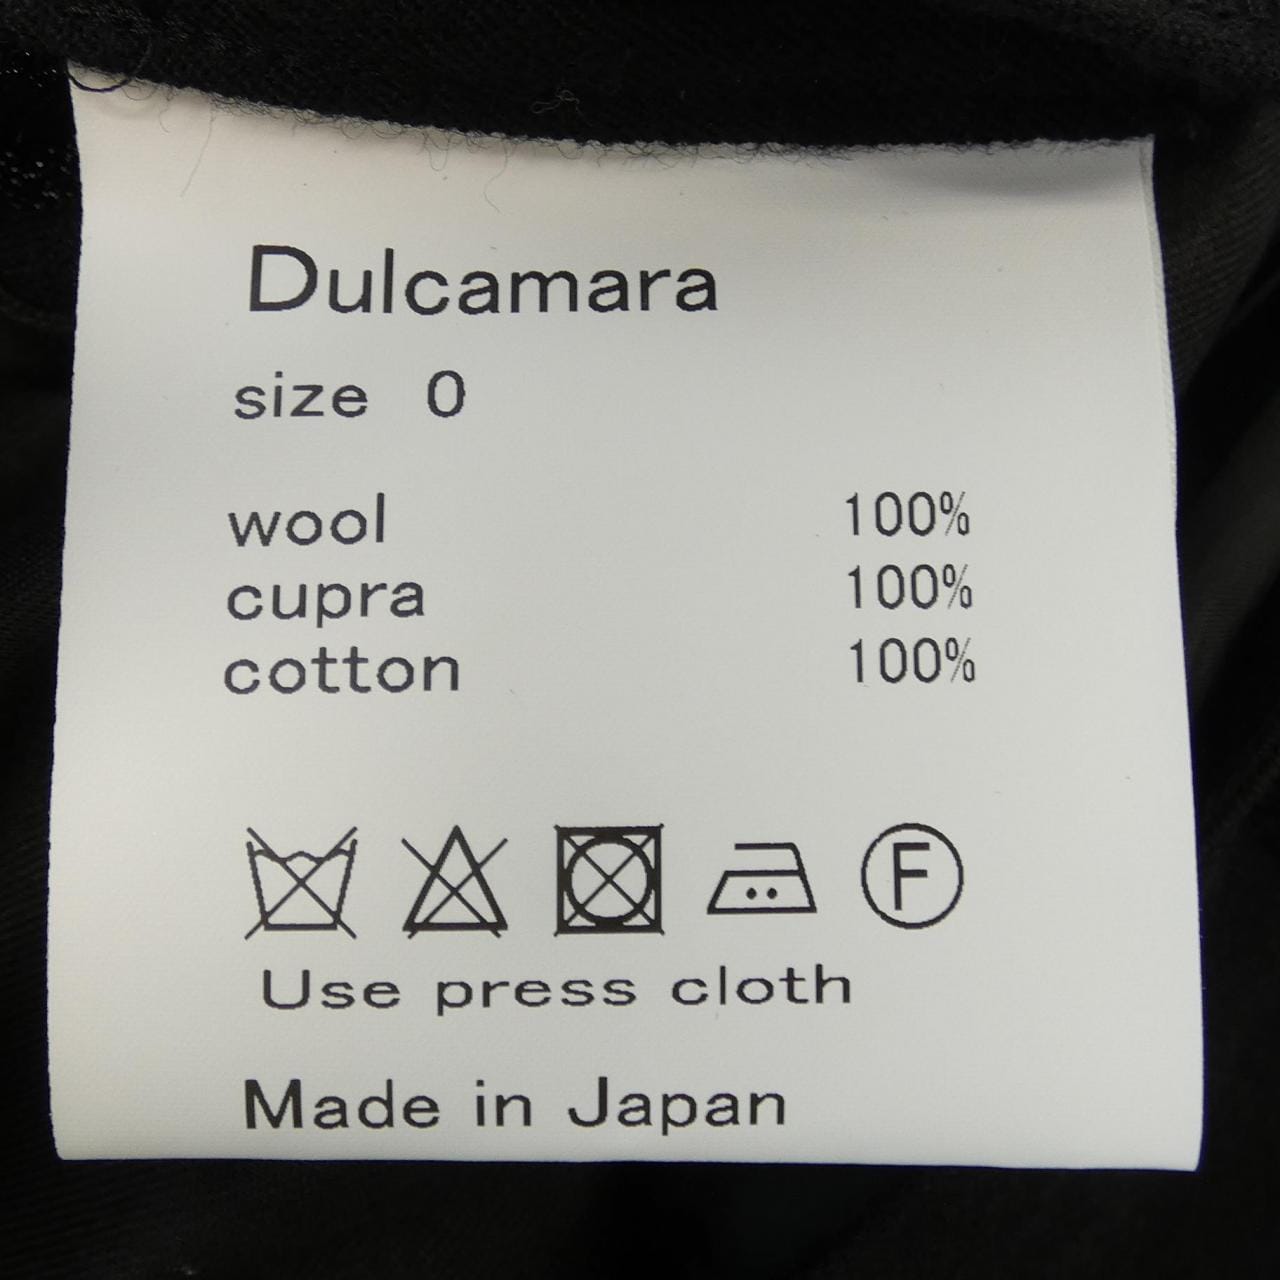 Dulcamara
size 0
wool 100%
cupra 100%
cotton 100%
F
Use press cloth
Made in Japan